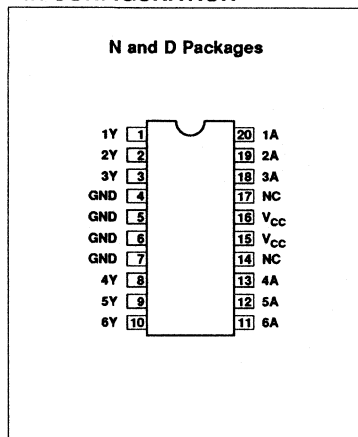 N and D Packages
1Y 1 20 1A
2Y 2 19 2A
3Y 3 18 3A
GND 4 17 NC
GND 5 16 VCC
GND 6 15 VCC
GND 7 14 NC
4Y 8 13 4A
5Y 9 12 5A
6Y 10 11 6A